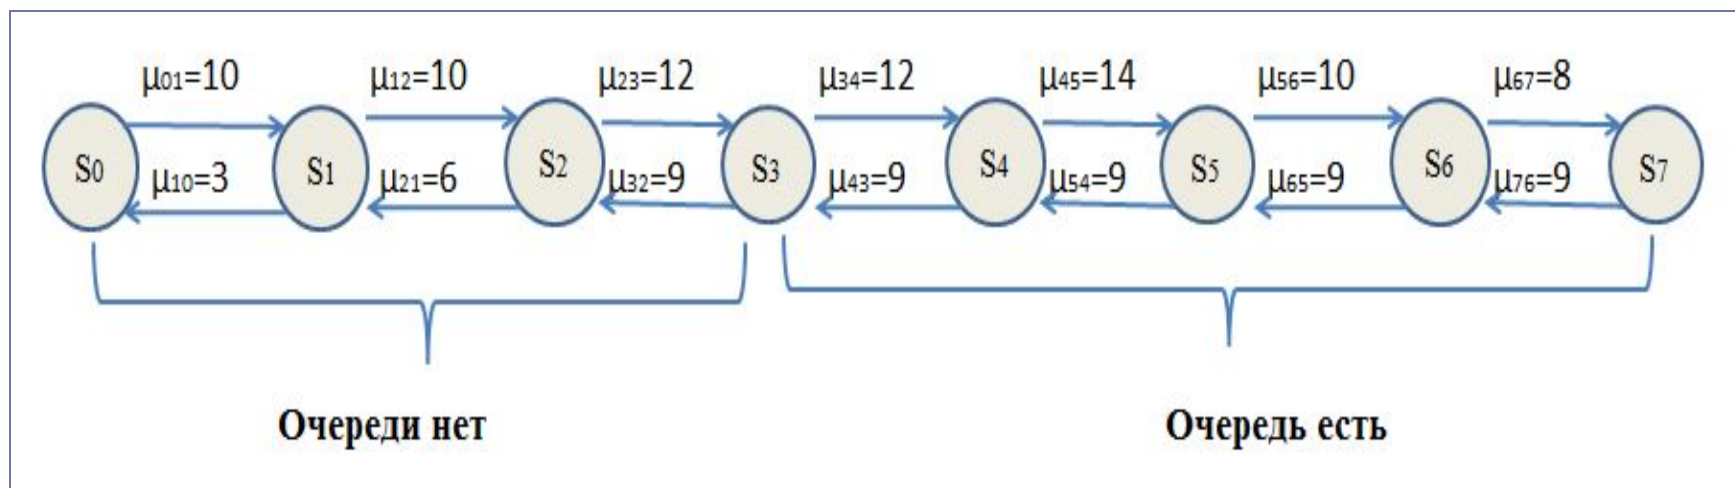 μ01=10 μ12=10 μ23=12 μ34=12 μ45=14 μ56=10 μ67=8
S0 S1 S2 S3 S4 S5 S6 S7
μ10=3 μ21=6 μ32=9 μ43=9 μ54=9 μ65=9 μ76=9
Очереди нет Очередь есть